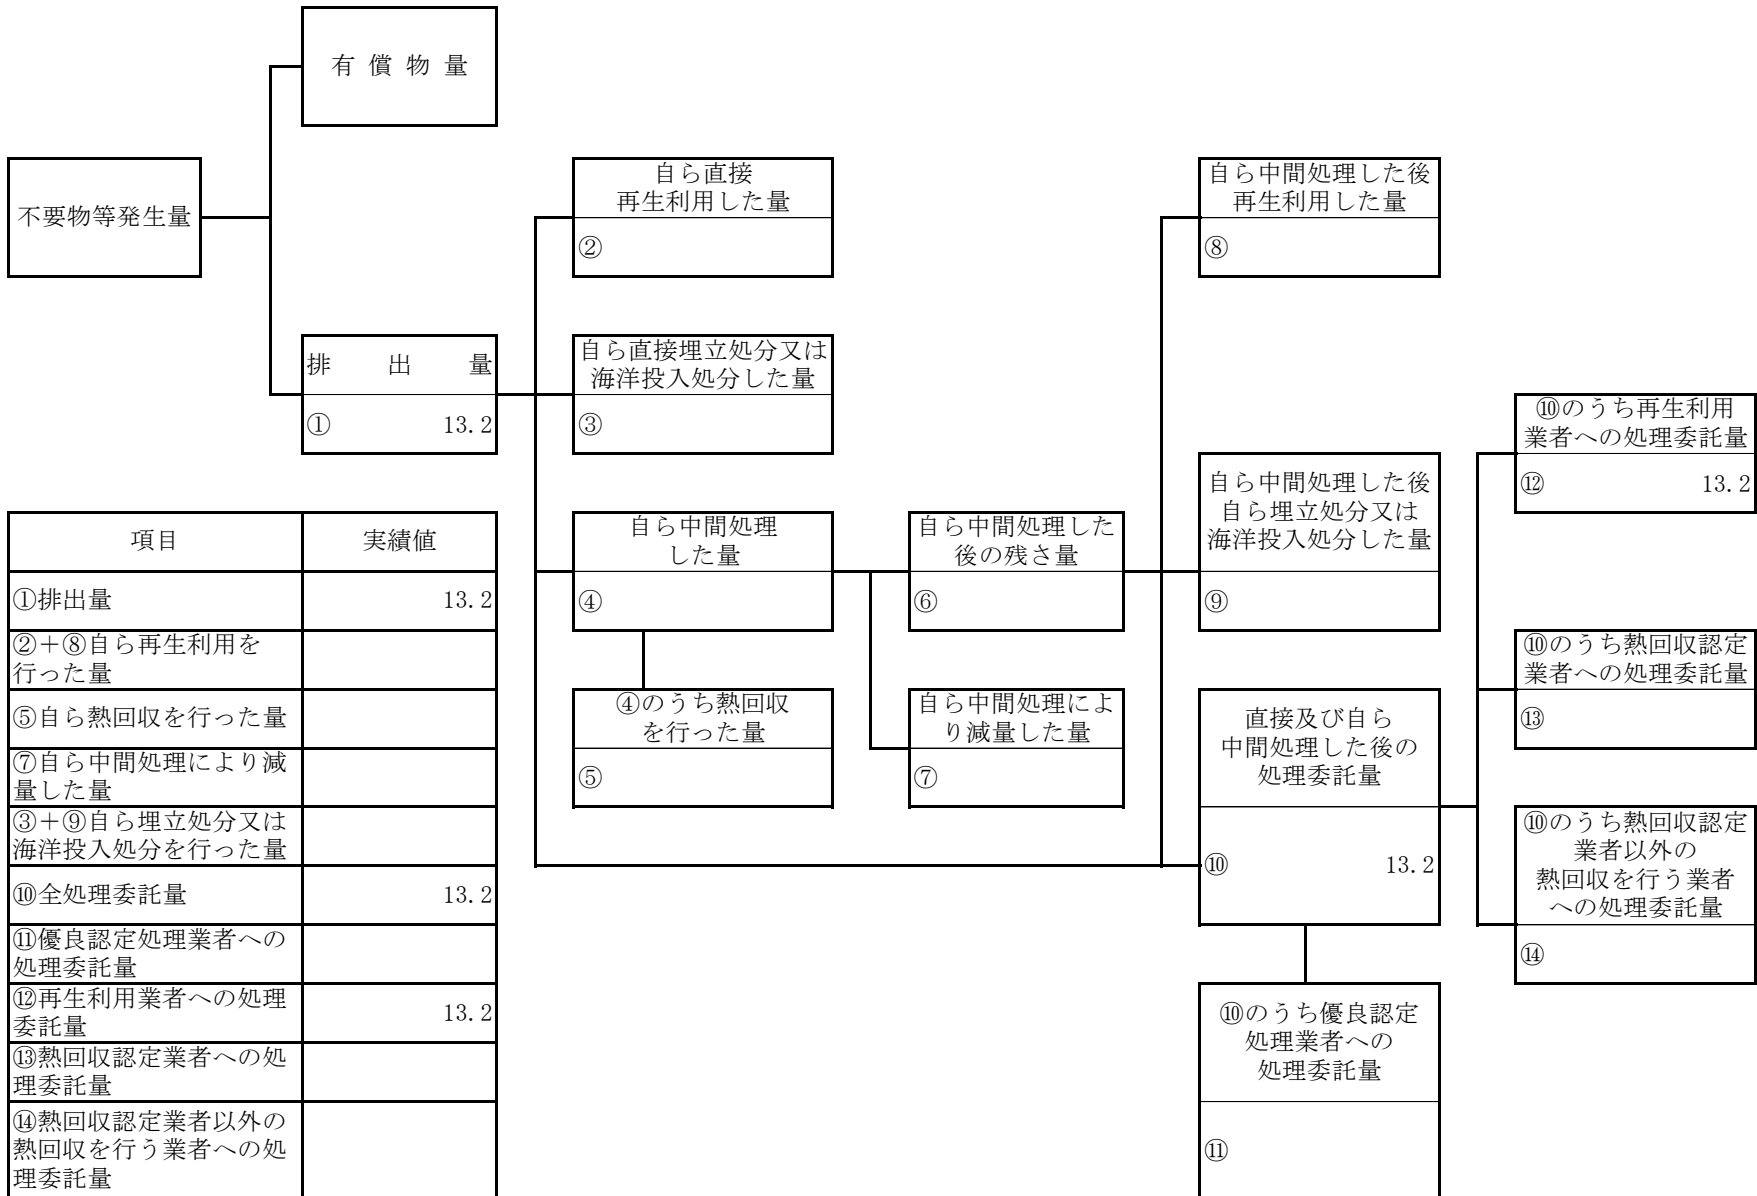 有償物量
不要物等発生量
自ら直接
再生利用した量
②
自ら中間処理した後
再生利用した量
⑧
排出量
① 13.2
自ら直接埋立処分又は
海洋投入処分した量
③
⑩のうち再生利用
業者への処理委託量
⑫ 13.2
自ら中間処理
した量
④
自ら中間処理した
後の残さ量
⑥
自ら中間処理した後
自ら埋立処分又は
海洋投入処分した量
⑨
④のうち熱回収
を行った量
⑤
自ら中間処理によ
り減量した量
⑦
直接及び自ら
中間処理した後の
処理委託量
⑩ 13.2
⑩のうち熱回収認定
業者への処理委託量
⑬
⑩のうち熱回収認定
業者以外の
熱回収を行う業者
への処理委託量
⑭
⑩のうち優良認定
処理業者への
処理委託量
⑪
項目 実績値
①排出量 13.2
②＋⑧自ら再生利用を
行った量
⑤自ら熱回収を行った量
⑦自ら中間処理により減
量した量
③＋⑨自ら埋立処分又は
海洋投入処分を行った量
⑩全処理委託量 13.2
⑪優良認定処理業者への
処理委託量
⑫再生利用業者への処理
委託量 13.2
⑬熱回収認定業者への処
理委託量
⑭熱回収認定業者以外の
熱回収を行う業者への処
理委託量